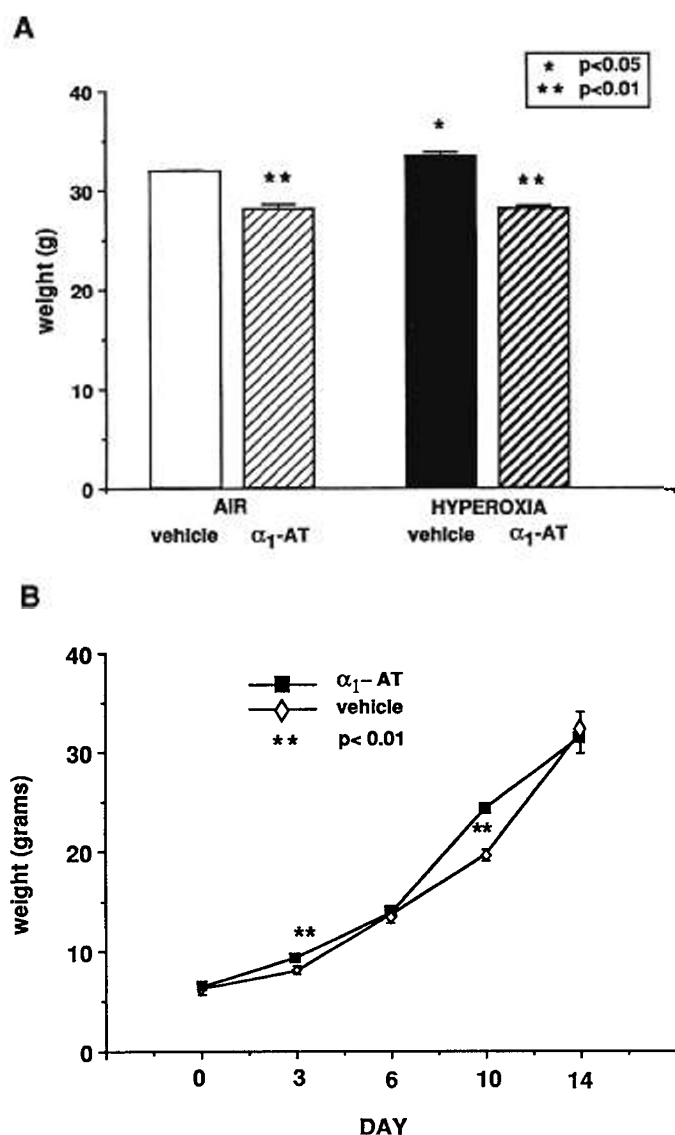 A
* p<0.05
** p<0.01
40
30
20
10
0
weight (g)
*
**
**
AIR
HYPEROXIA
vehicle α₁-AT vehicle α₁-AT
B
40
30
20
10
0
weight (grams)
α₁– AT
vehicle
** p< 0.01
**
**
0 3 6 10 14
DAY